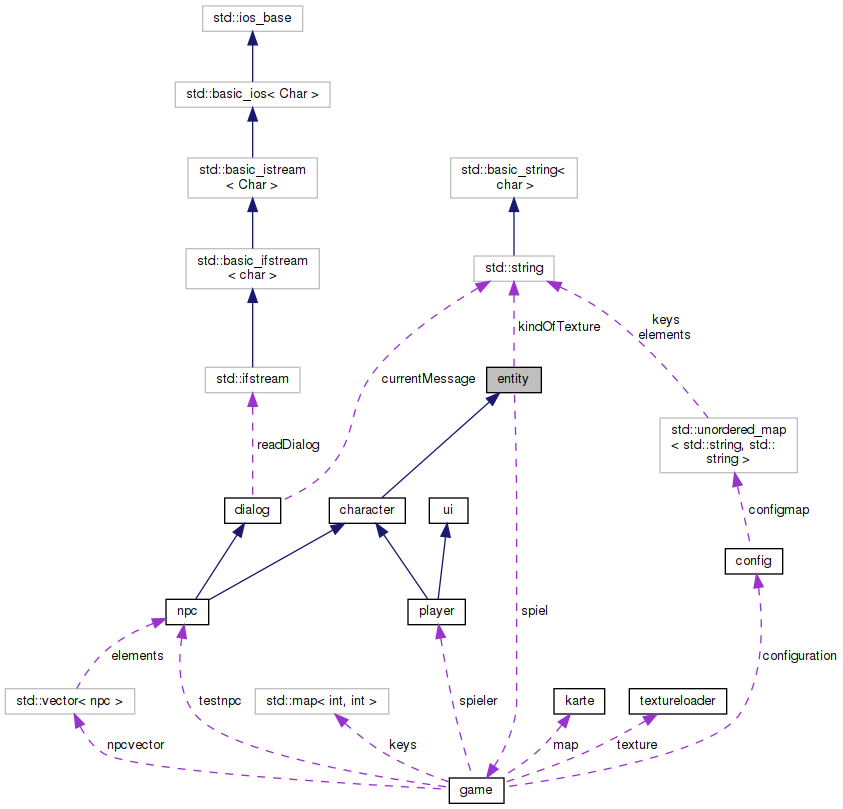 std::ios_base
std::basic_ios< Char >
std::basic_istream
< Char >
std::basic_string<
char >
std::basic_ifstream
< char >
std::string
keys
elements
kindOfTexture
std::ifstream
currentMessage
entity
std::unordered_map
< std::string, std::
string >
readDialog
dialog
character
ui
configmap
config
npc
player
spiel
elements
configuration
std::vector< npc >
testnpc
std::map< int, int >
spieler
karte
textureloader
npcvector
keys
map
texture
game